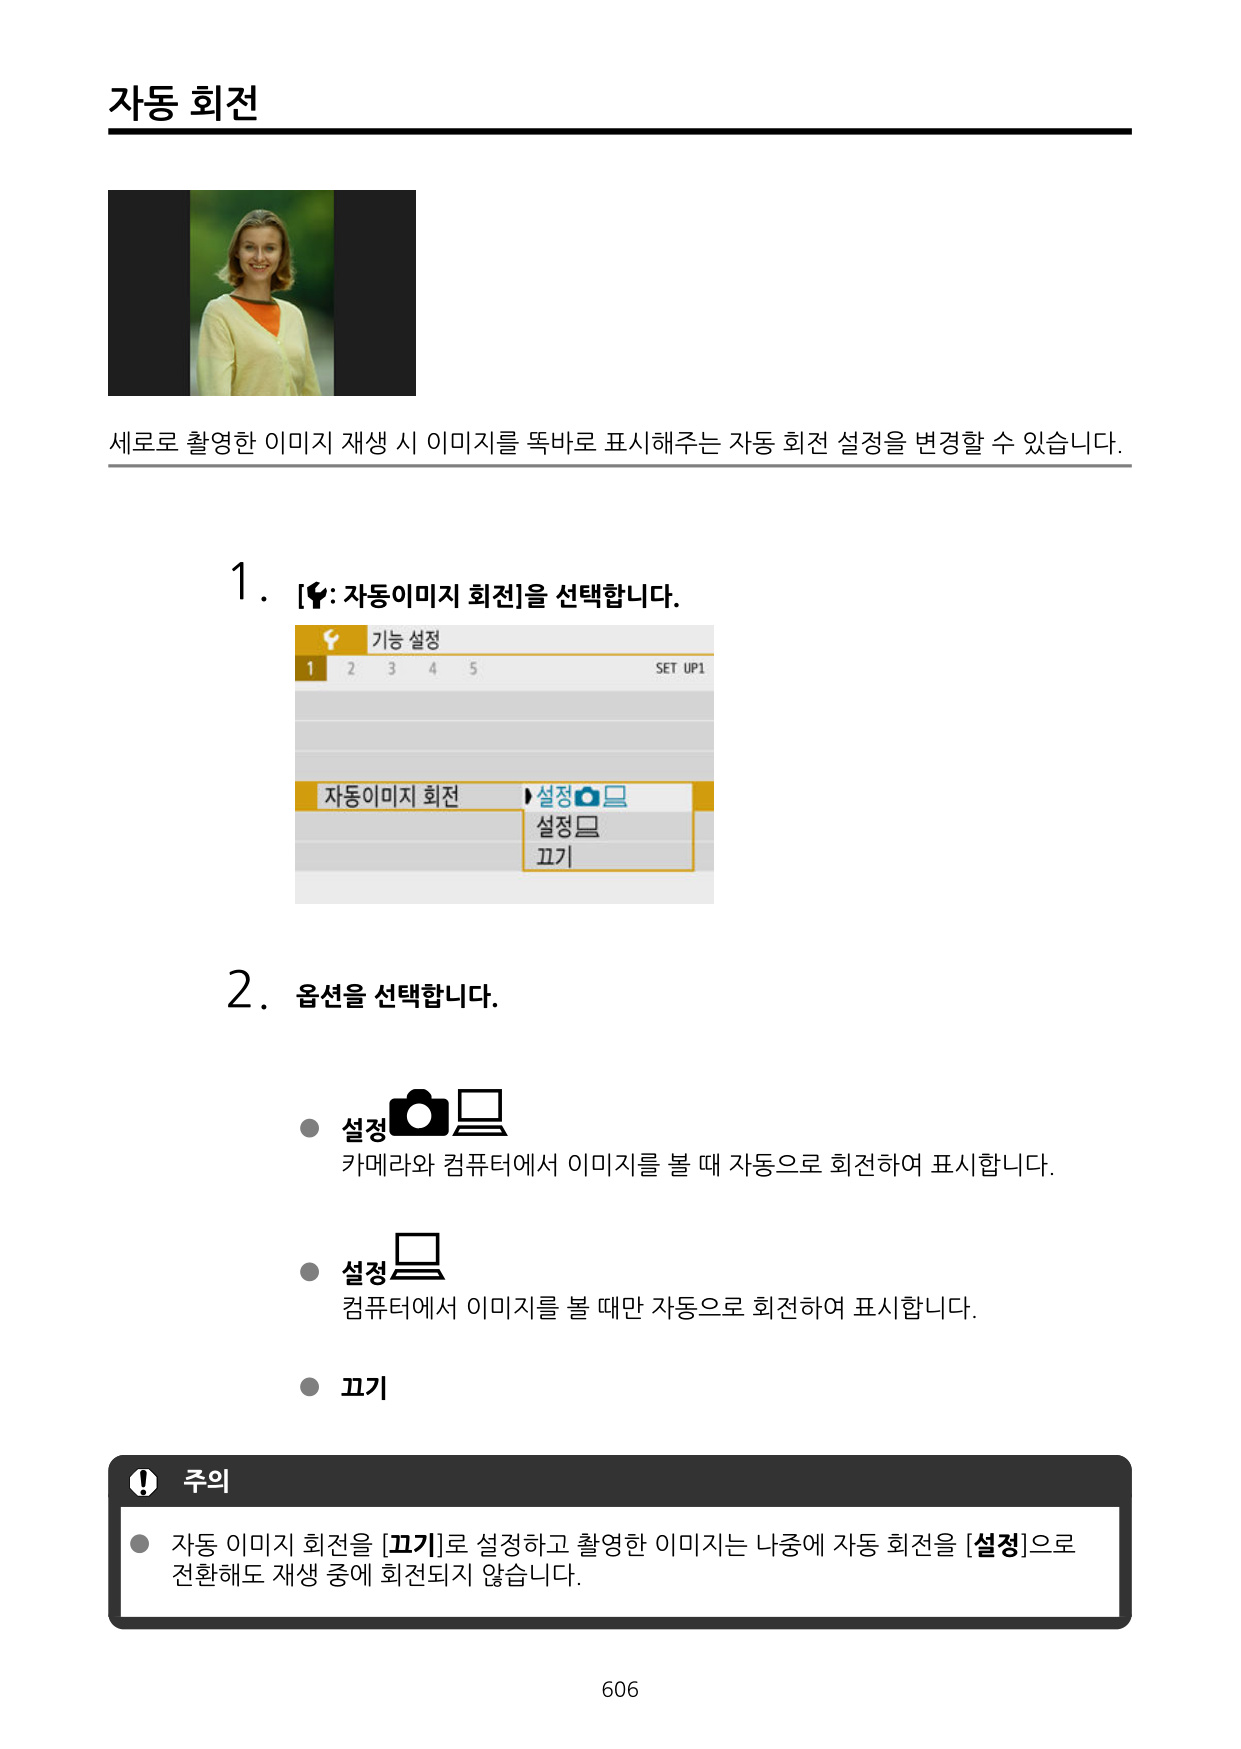 자동 회전
세로로 촬영한 이미지 재생 시 이미지를 똑바로 표시해주는 자동 회전 설정을 변경할 수 있습니다.
1. [: 자동이미지 회전]을 선택합니다.
기능 설정
1 2 3 4 5 SET UP1
자동이미지 회전 설정
설정
끄기
2. 옵션을 선택합니다.
● 설정
카메라와 컴퓨터에서 이미지를 볼 때 자동으로 회전하여 표시합니다.
● 설정
컴퓨터에서 이미지를 볼 때만 자동으로 회전하여 표시합니다.
● 끄기
주의
● 자동 이미지 회전을 [끄기]로 설정하고 촬영한 이미지는 나중에 자동 회전을 [설정]으로
전환해도 재생 중에 회전되지 않습니다.
606